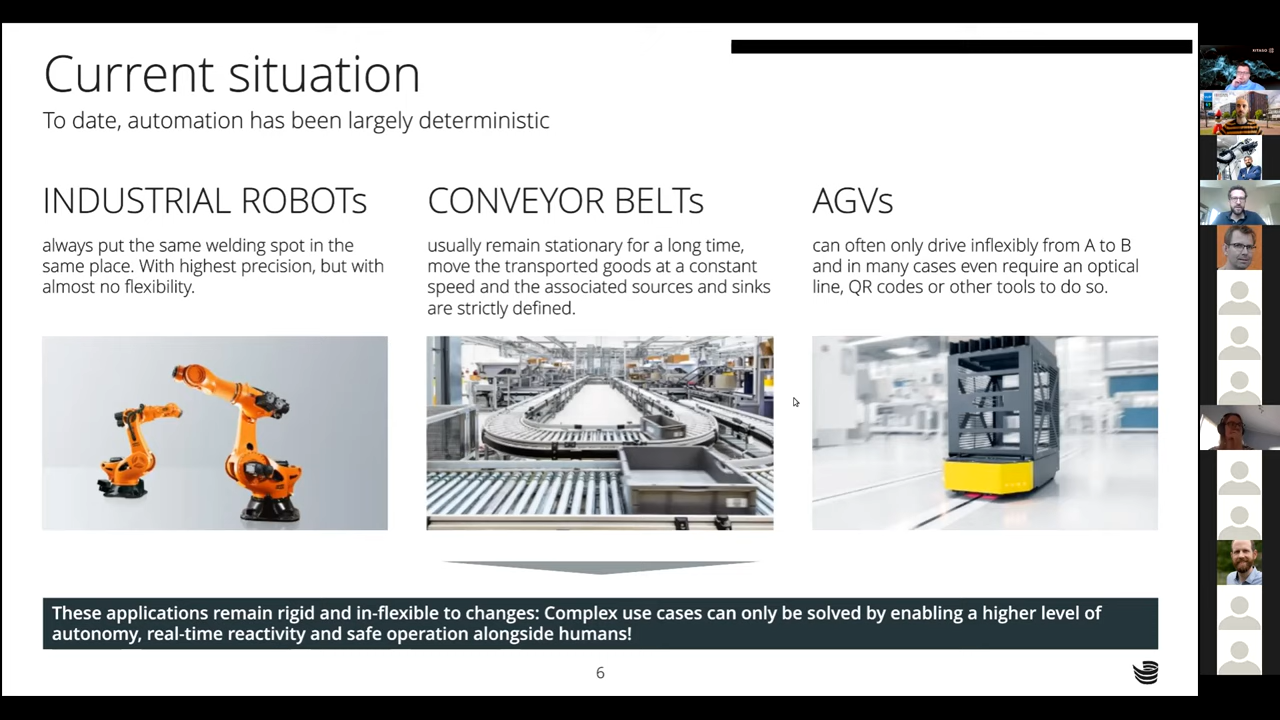 Current situation
To date, automation has been largely deterministic
INDUSTRIAL ROBOTs
always put the same welding spot in the
same place. With highest precision, but with
almost no flexibility.
CONVEYOR BELTs
usually remain stationary for a long time,
move the transported goods at a constant
speed and the associated sources and sinks
are strictly defined.
AGVs
can often only drive inflexibly from A to B
and in many cases even require an optical
line, QR codes or other tools to do so.
These applications remain rigid and in-flexible to changes: Complex use cases can only be solved by enabling a higher level of
autonomy, real-time reactivity and safe operation alongside humans!
6